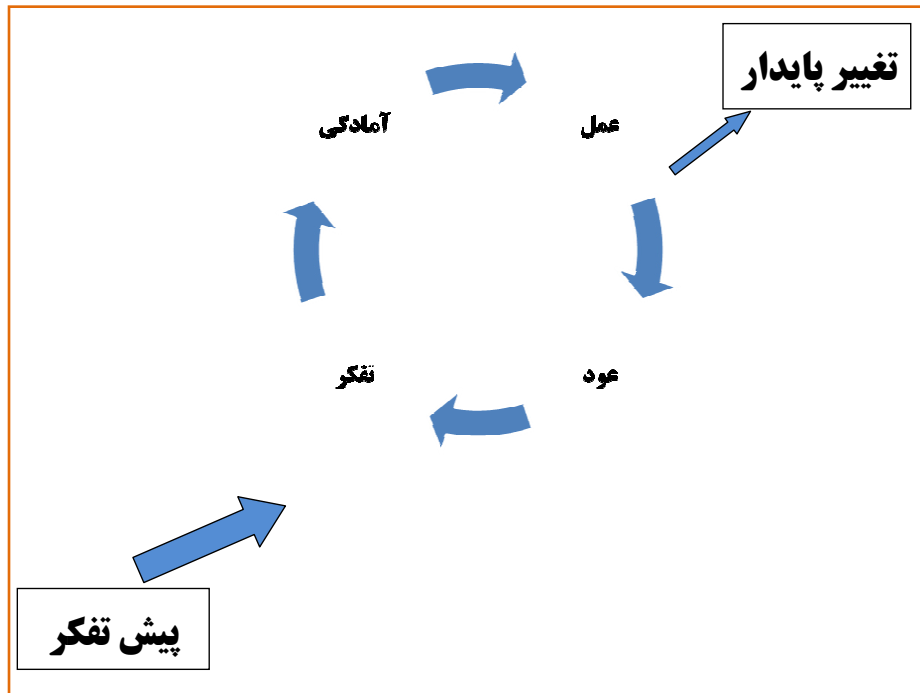 تغییر پایدار
عمل
آمادگی
عود
تفکر
پیش تفکر